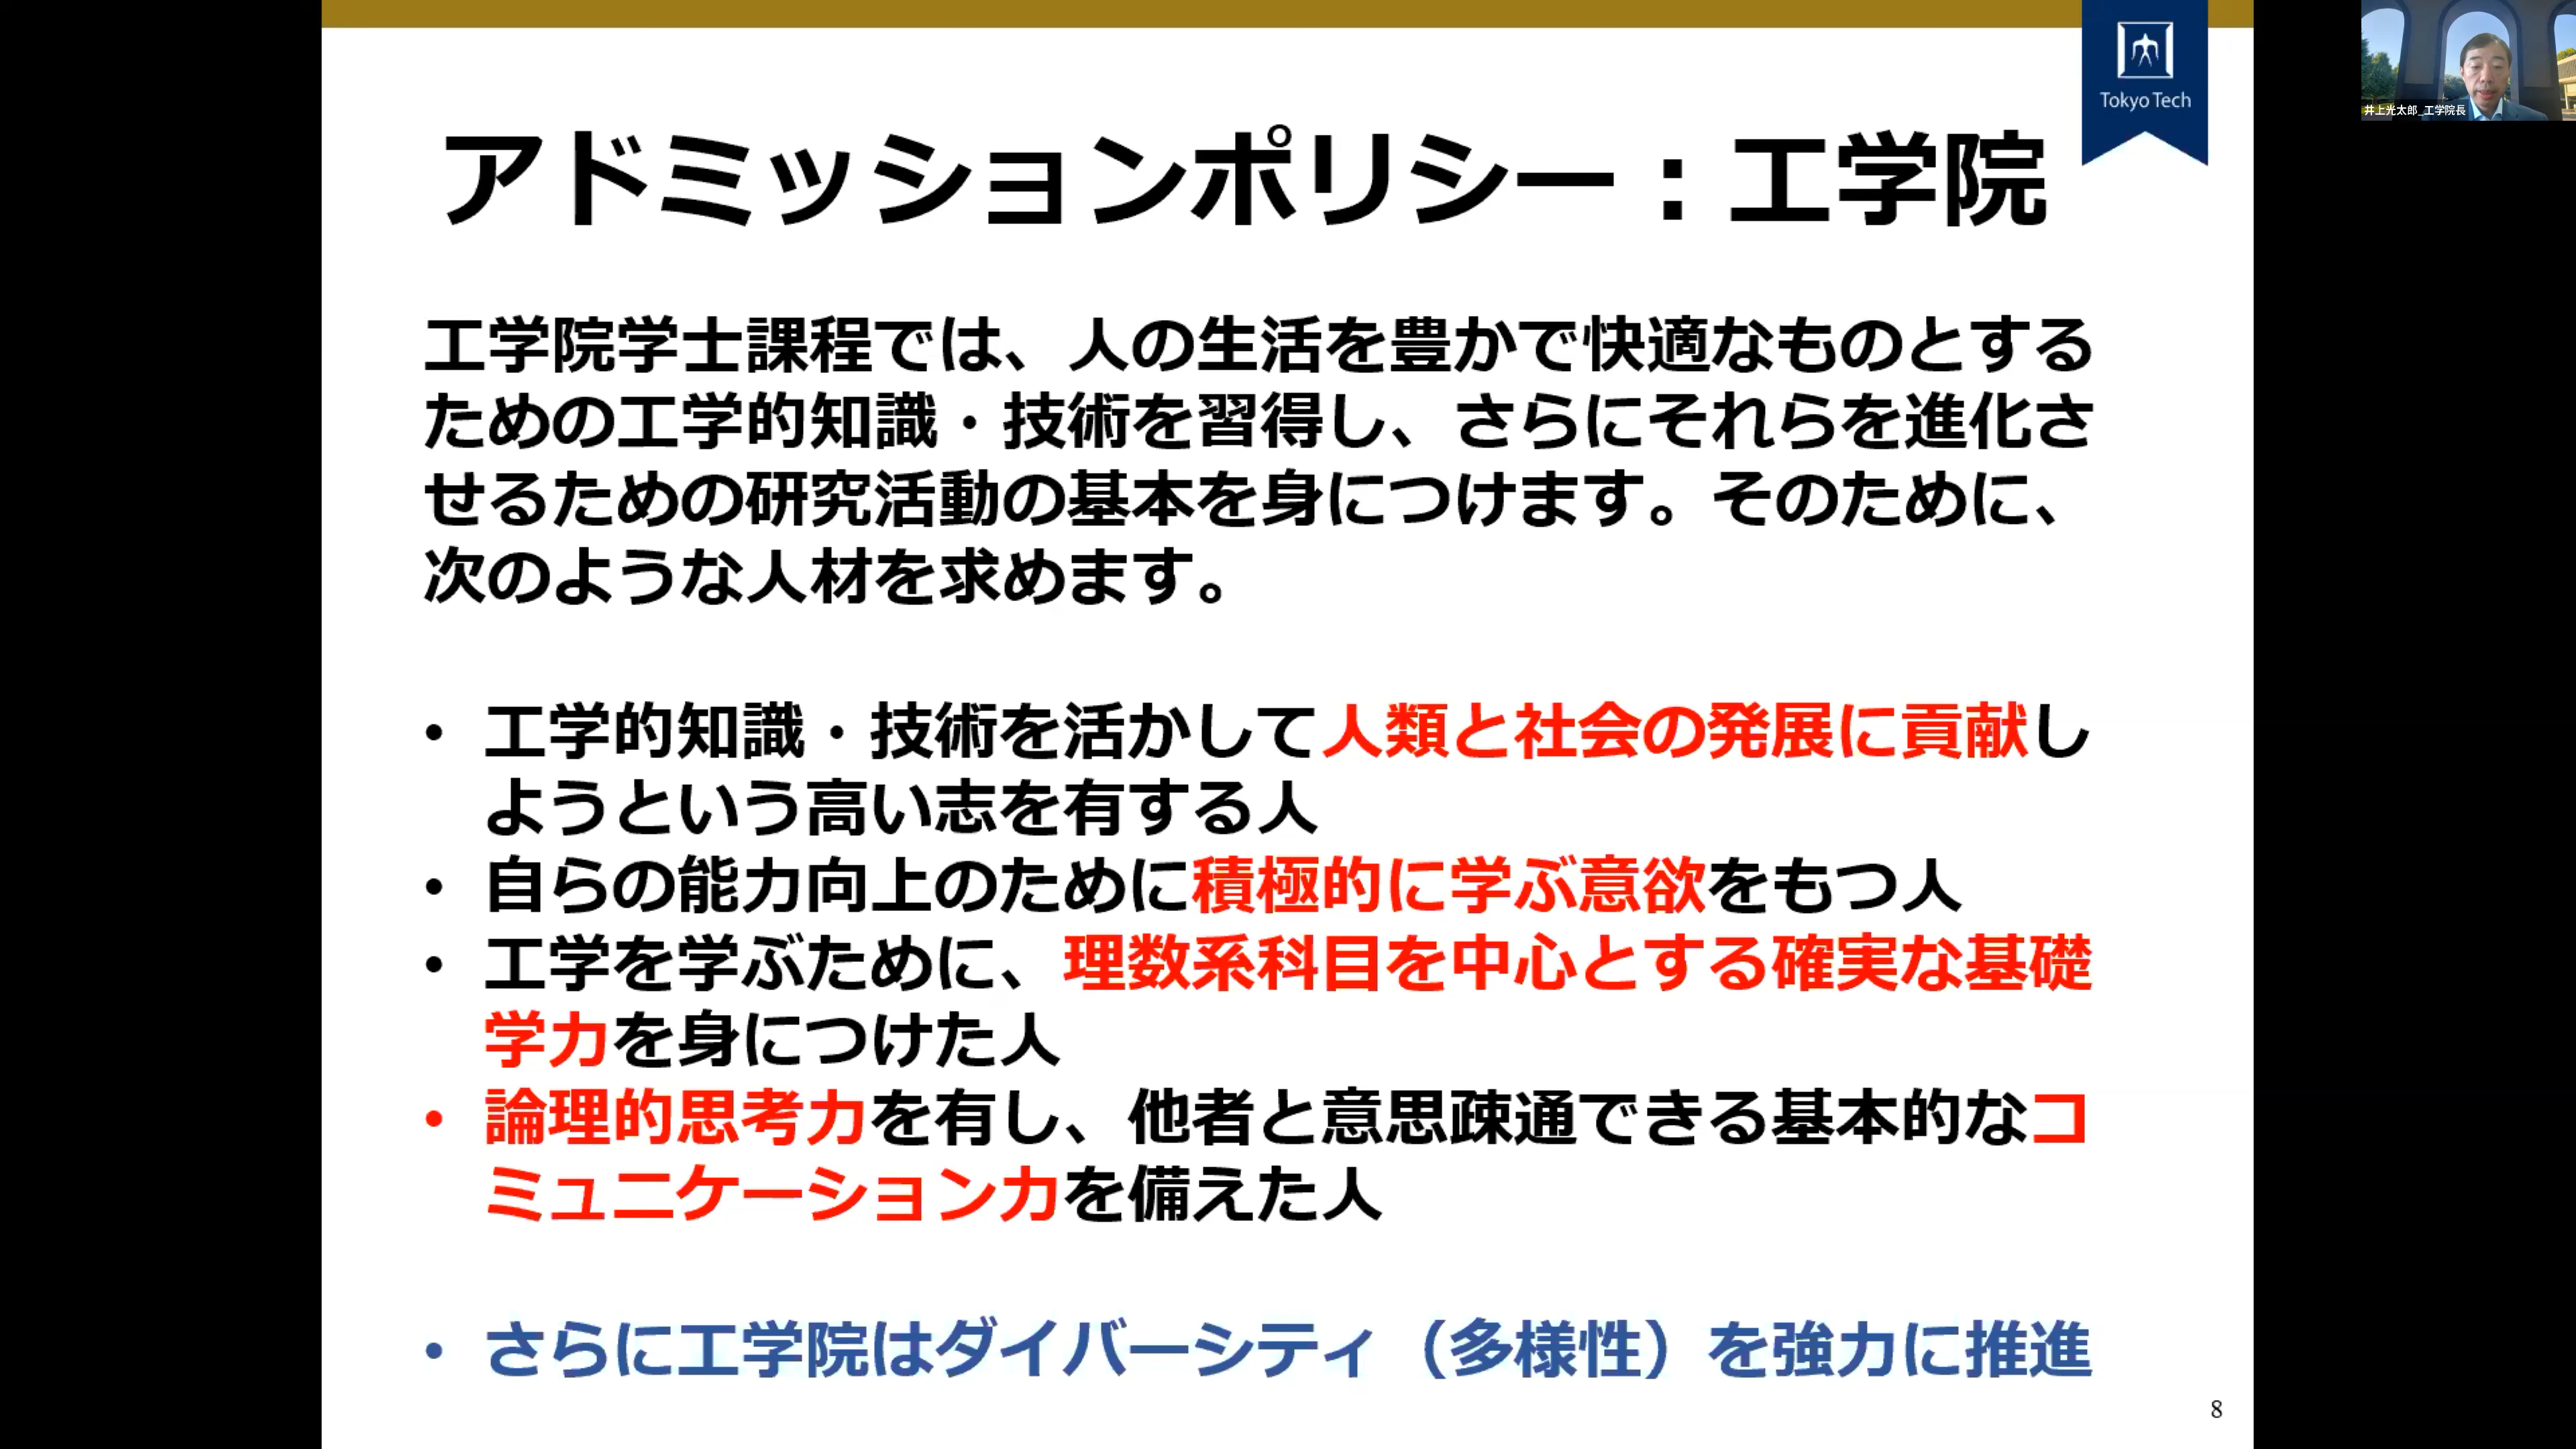 Tokyo Tech
井上光太郎_工学院長
アドミッションポリシー：工学院
工学院学士課程では、人の生活を豊かで快適なものとする
ための工学的知識・技術を習得し、さらにそれらを進化さ
せるための研究活動の基本を身につけます。そのために、
次のような人材を求めます。
• 工学的知識・技術を活かして人類と社会の発展に貢献し
ようという高い志を有する人
• 自らの能力向上のために積極的に学ぶ意欲をもつ人
• 工学を学ぶために、理数系科目を中心とする確実な基礎
学力を身につけた人
• 論理的思考力を有し、他者と意思疎通できる基本的なコ
ミュニケーション力を備えた人
• さらに工学院はダイバーシティ（多様性）を強力に推進
8